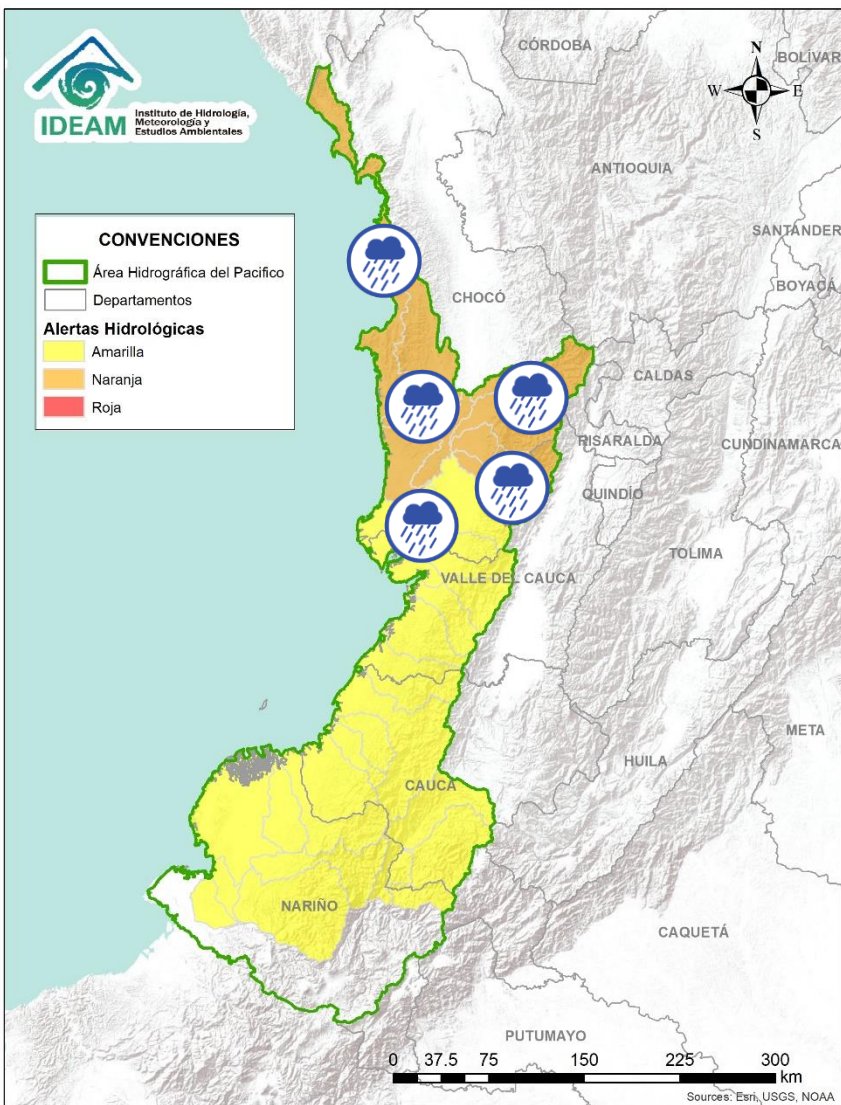 IDEAM
Instituto de Hidrología,
Meteorología y
Estudios Ambientales
CÓRDOBA
BOLÍVAR
N
W
E
S
ANTIOQUIA
SANTÁNDER
BOYACÁ
CONVENCIONES
Área Hidrográfica del Pacifico
Departamentos
Alertas Hidrológicas
Amarilla
Naranja
Roja
CHOCÓ
CALDAS
RISARALDA
CUNDINAMARCA
QUINDÍO
TOLIMA
VALLE DEL CAUCA
META
HUILA
CAUCA
NARIÑO
CAQUETÁ
PUTUMAYO
0 37.5 75 150 225 300
km
Sources: Esri, USGS, NOAA